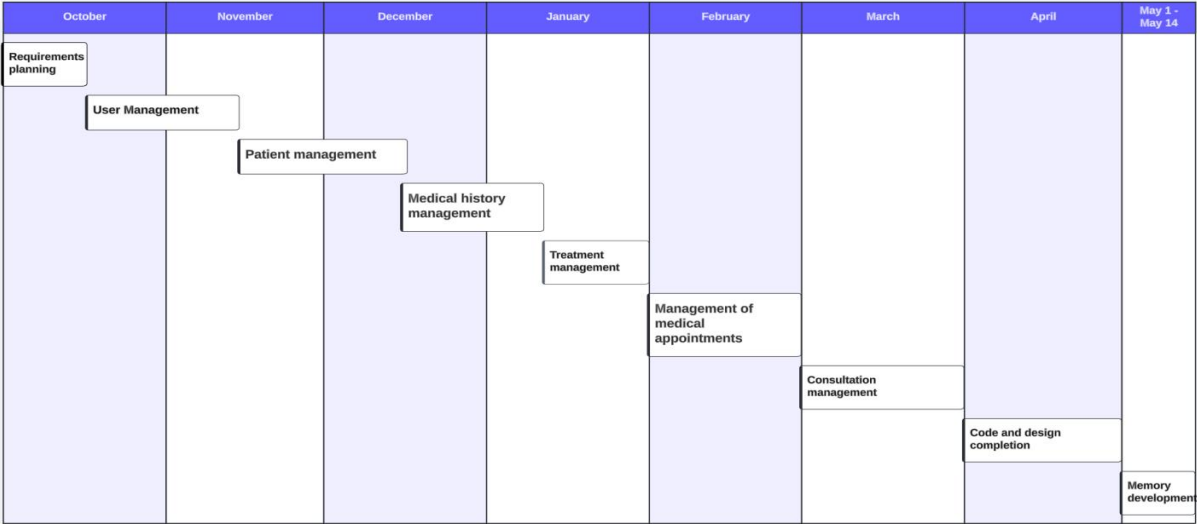 October
November
December
January
February
March
April
May 1 -
May 14
Requirements
planning
User Management
Patient management
Medical history
management
Treatment
management
Management of
medical
appointments
Consultation
management
Code and design
completion
Memory
development